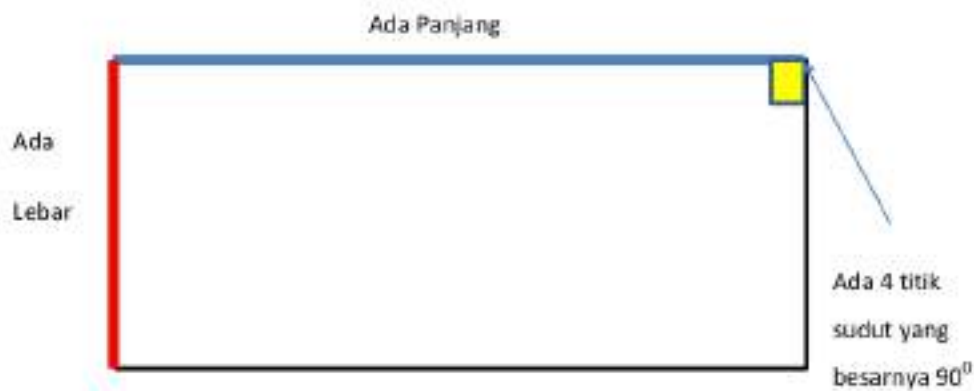 Ada Panjang
Ada
Lebar
Ada 4 titik
sudut yang
besarnya 90⁰